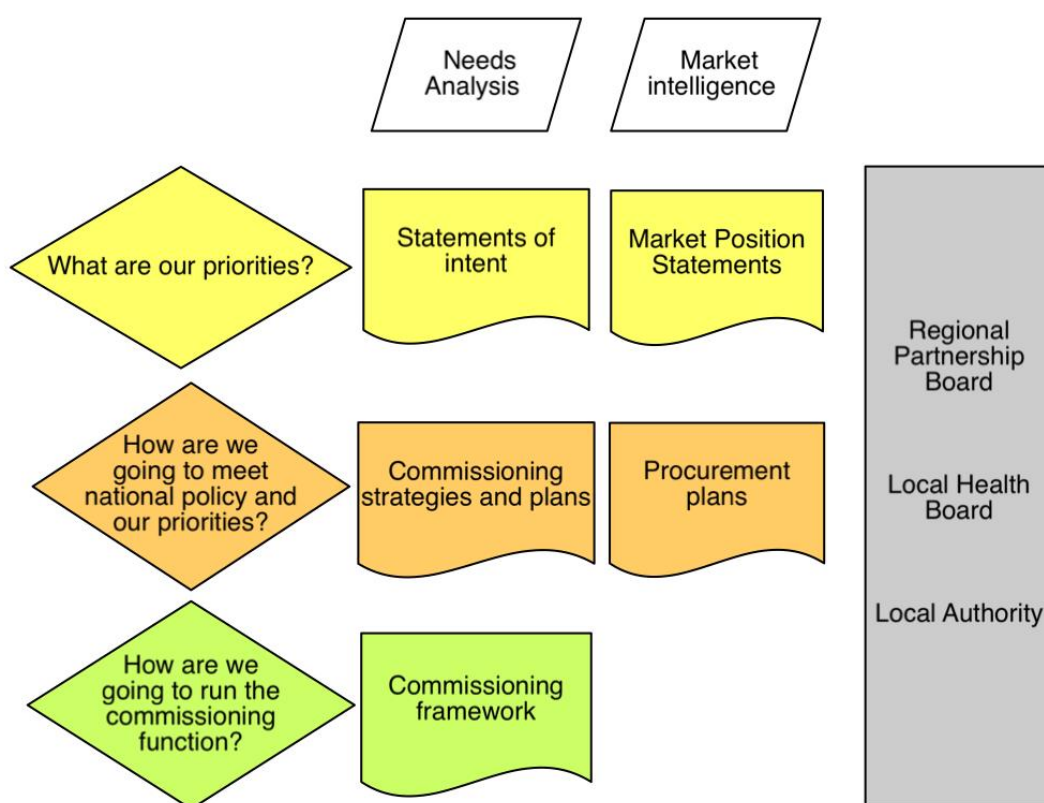 Needs
Analysis
Market
intelligence
What are our priorities?
Statements of
intent
Market Position
Statements
Regional
Partnership
Board
How are we
going to meet
national policy and
our priorities?
Commissioning
strategies and plans
Procurement
plans
Local Health
Board
Local Authority
How are we
going to run the
commissioning
function?
Commissioning
framework